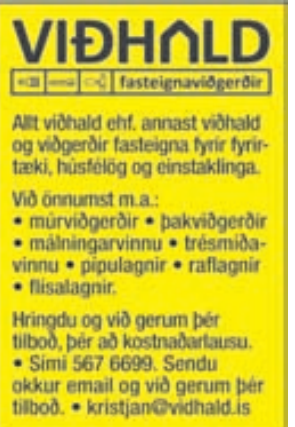 VIÐHALD
fasteignaviðgerðir
Allt viðhald ehf. annast viðhald
og viðgerðir fasteigna fyrir fyrir-
tæki, húsfélög og einstaklinga.
Við önnumst m.a.:
• múrviðgerðir • þakviðgerðir
• málningarvinnu • trésmíða-
vinnu • pípulagnir • raflagnir
• flísalagnir.
Hringdu og við gerum þér
tilboð, þér að kostnaðarlausu.
• Sími 567 6699. Sendu
okkur email og við gerum þér
tilboð. • kristjan@vidhald.is